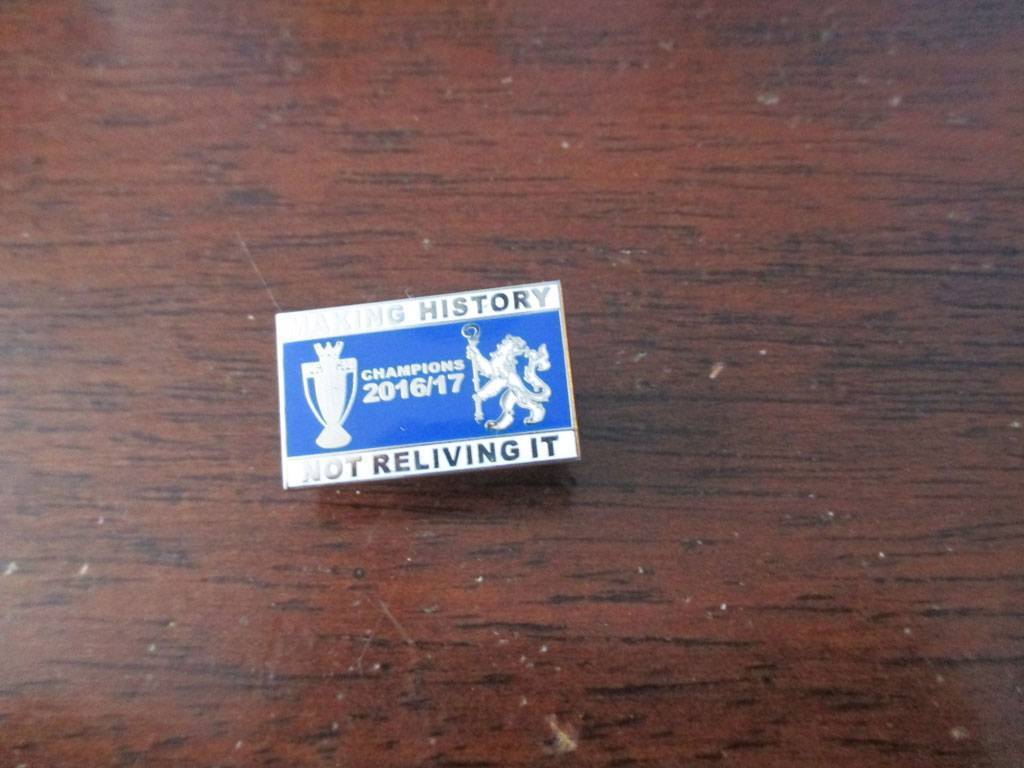 MAKING HISTORY
CHAMPIONS
2016/17
NOT RELIVING IT